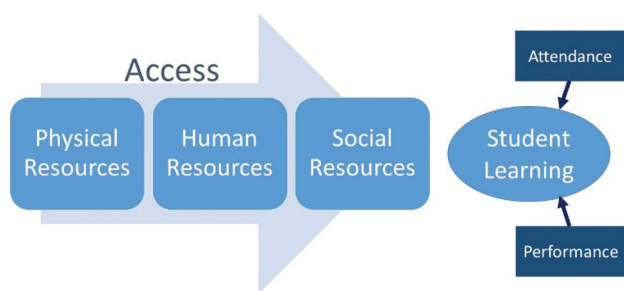 Access
Physical
Resources
Human
Resources
Social
Resources
Attendance
Student
Learning
Performance